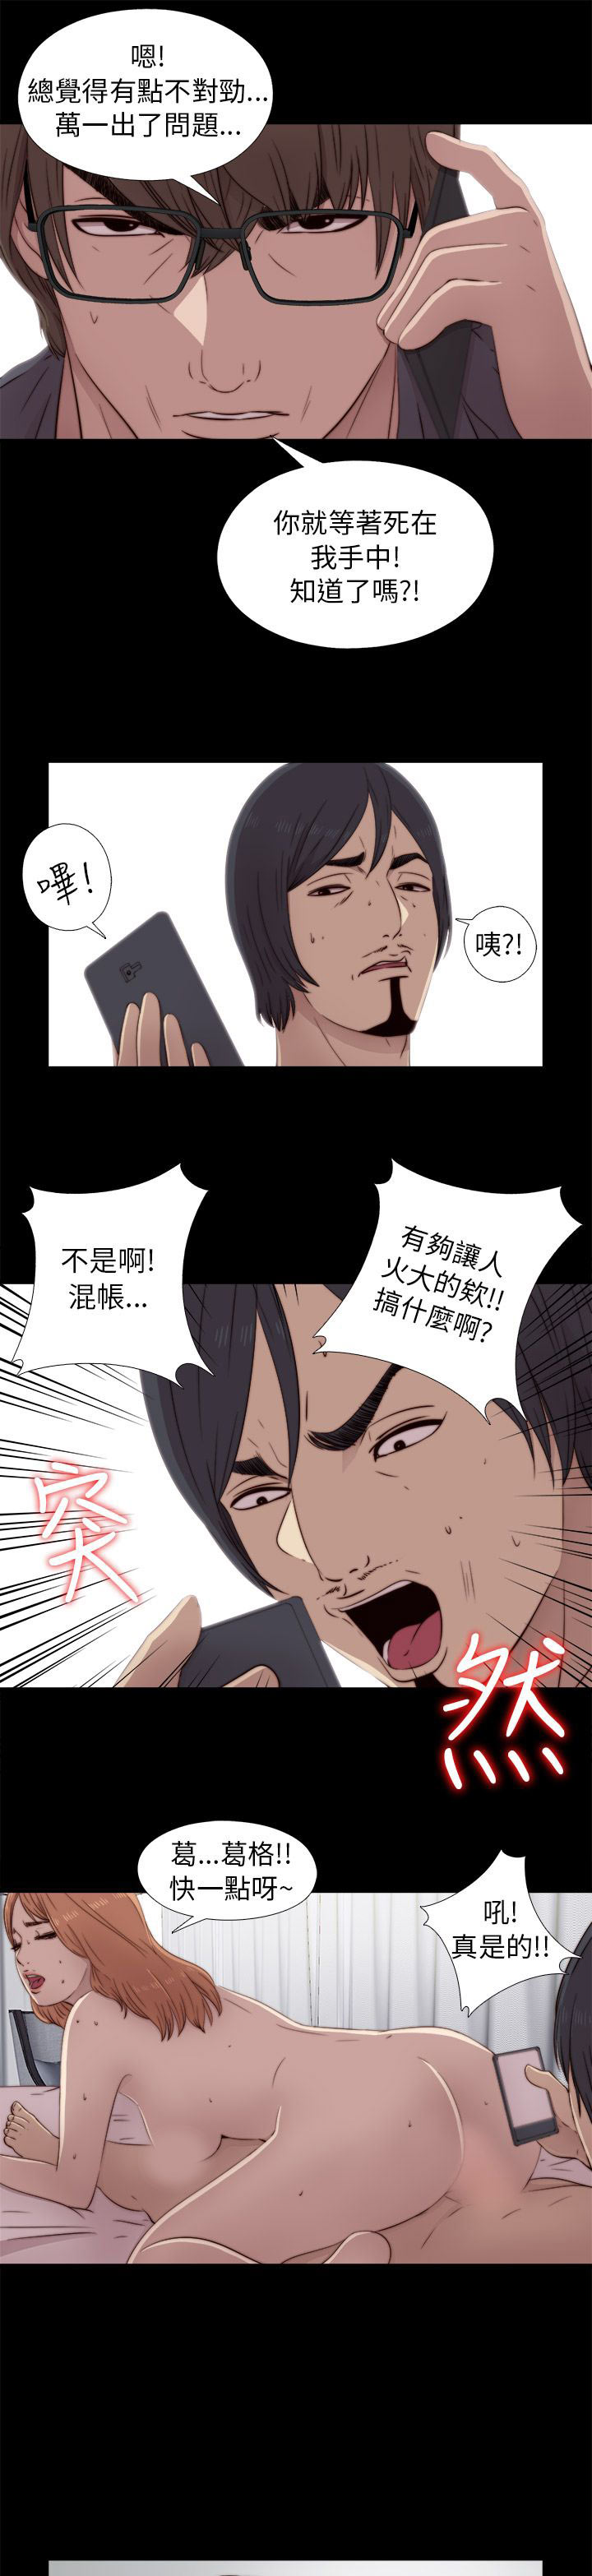 嗯!
總覺得有點不對勁...
萬一出了問題...
你就等著死在
我手中!
知道了嗎?!
嗶!
咦?!
不是啊!
混帳...
有夠讓人
火大的欸!!
搞什麼啊?
突
然
葛...葛格!!
快一點呀~
吼!
真是的!!